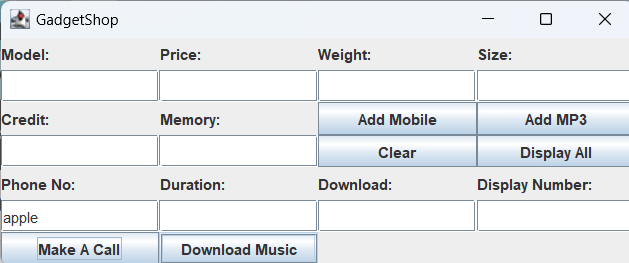 GadgetShop
Model: Price: Weight: Size:
Credit: Memory: Add Mobile Add MP3
Clear Display All
Phone No: Duration: Download: Display Number:
apple
Make A Call Download Music